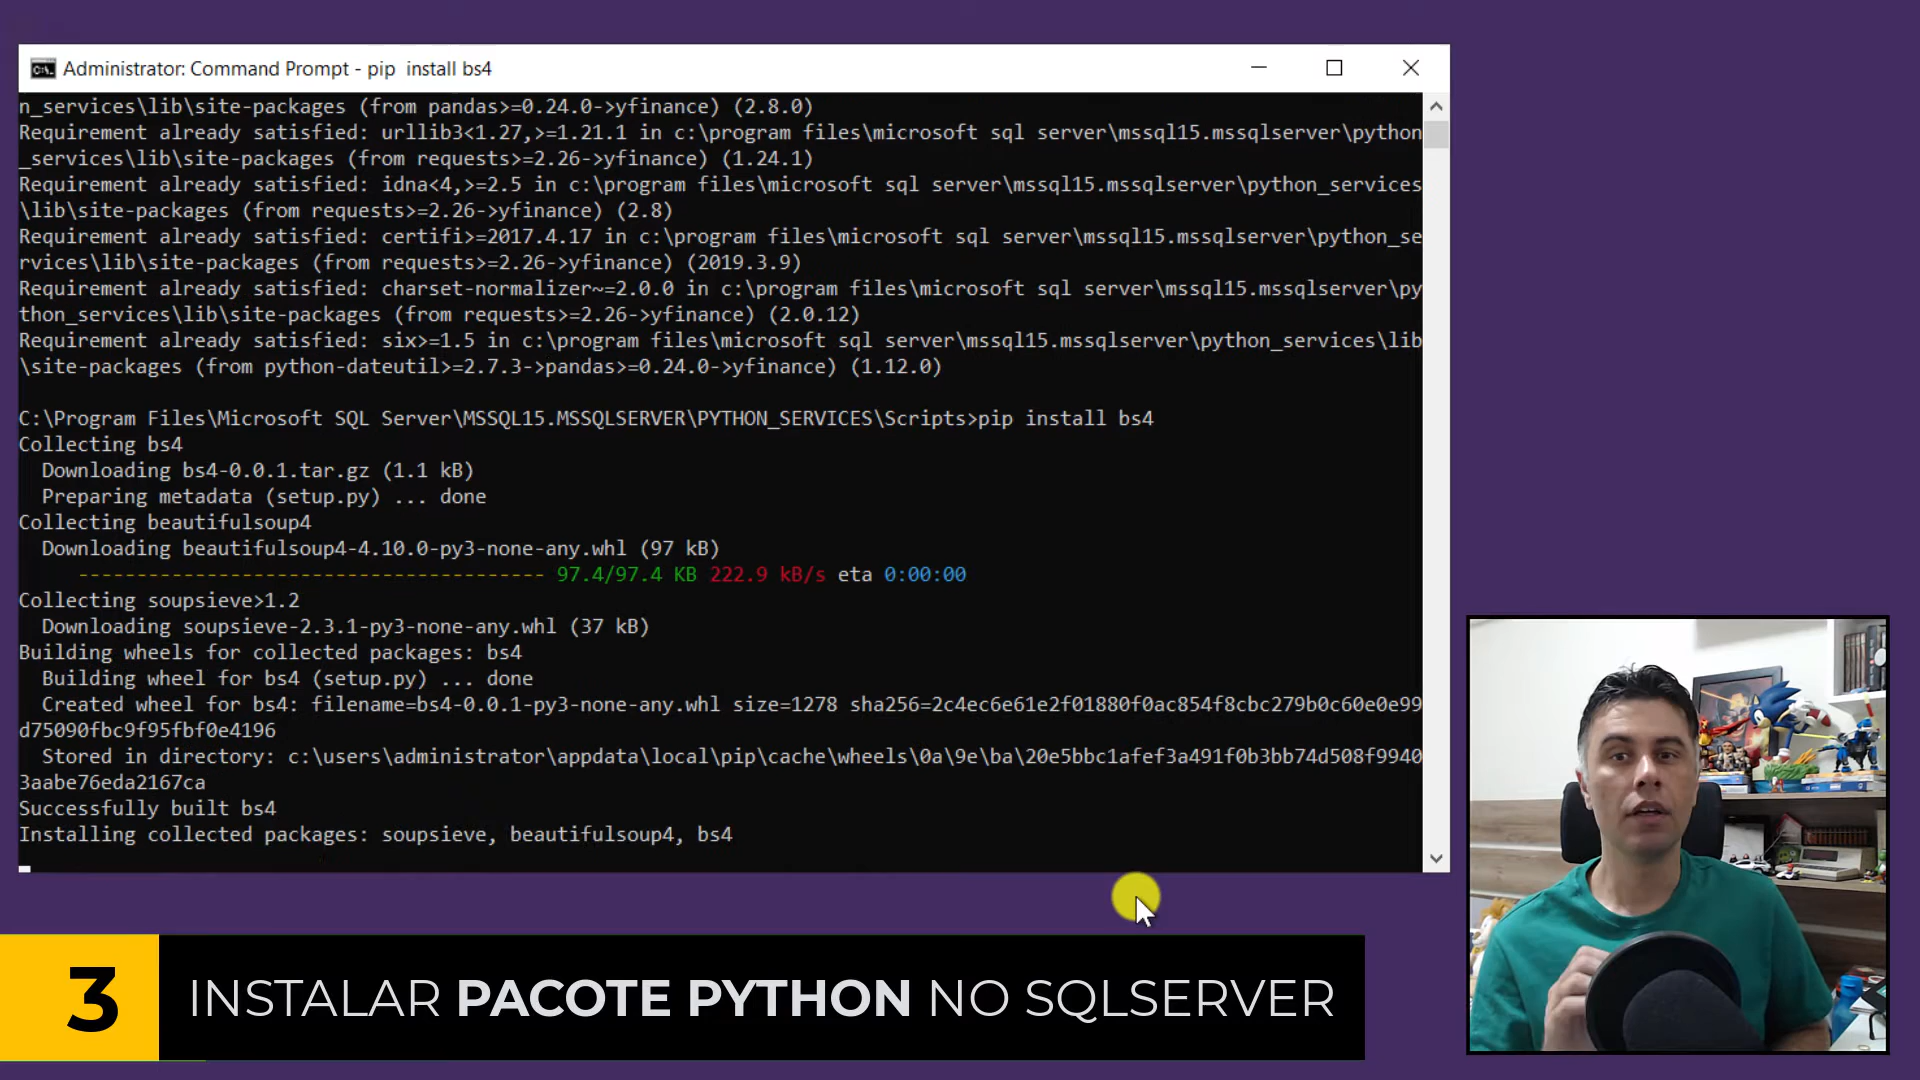 Administrator: Command Prompt - pip  install bs4
n_services\lib\site-packages (from pandas>=0.24.0->yfinance) (2.8.0)
Requirement already satisfied: urllib3<1.27,>=1.21.1 in c:\program files\microsoft sql server\mssql15.mssqlserver\python
_services\lib\site-packages (from requests>=2.26->yfinance) (1.24.1)
Requirement already satisfied: idna<4,>=2.5 in c:\program files\microsoft sql server\mssql15.mssqlserver\python_services
\lib\site-packages (from requests>=2.26->yfinance) (2.8)
Requirement already satisfied: certifi>=2017.4.17 in c:\program files\microsoft sql server\mssql15.mssqlserver\python_se
rvices\lib\site-packages (from requests>=2.26->yfinance) (2019.3.9)
Requirement already satisfied: charset-normalizer~=2.0.0 in c:\program files\microsoft sql server\mssql15.mssqlserver\py
thon_services\lib\site-packages (from requests>=2.26->yfinance) (2.0.12)
Requirement already satisfied: six>=1.5 in c:\program files\microsoft sql server\mssql15.mssqlserver\python_services\lib
\site-packages (from python-dateutil>=2.7.3->pandas>=0.24.0->yfinance) (1.12.0)
C:\Program Files\Microsoft SQL Server\MSSQL15.MSSQLSERVER\PYTHON_SERVICES\Scripts>pip install bs4
Collecting bs4
  Downloading bs4-0.0.1.tar.gz (1.1 kB)
  Preparing metadata (setup.py) ... done
Collecting beautifulsoup4
  Downloading beautifulsoup4-4.10.0-py3-none-any.whl (97 kB)
---------------------------------------- 97.4/97.4 KB 222.9 kB/s eta 0:00:00
Collecting soupsieve>1.2
  Downloading soupsieve-2.3.1-py3-none-any.whl (37 kB)
Building wheels for collected packages: bs4
  Building wheel for bs4 (setup.py) ... done
  Created wheel for bs4: filename=bs4-0.0.1-py3-none-any.whl size=1278 sha256=2c4ec6e61e2f01880f0ac854f8cbc279b0c60e0e99
d75090fbc9f95fbf0e4196
  Stored in directory: c:\users\administrator\appdata\local\pip\cache\wheels\0a\9e\ba\20e5bbc1afef3a491f0b3bb74d508f9940
3aabe76eda2167ca
Successfully built bs4
Installing collected packages: soupsieve, beautifulsoup4, bs4
3 INSTALAR PACOTE PYTHON NO SQLSERVER